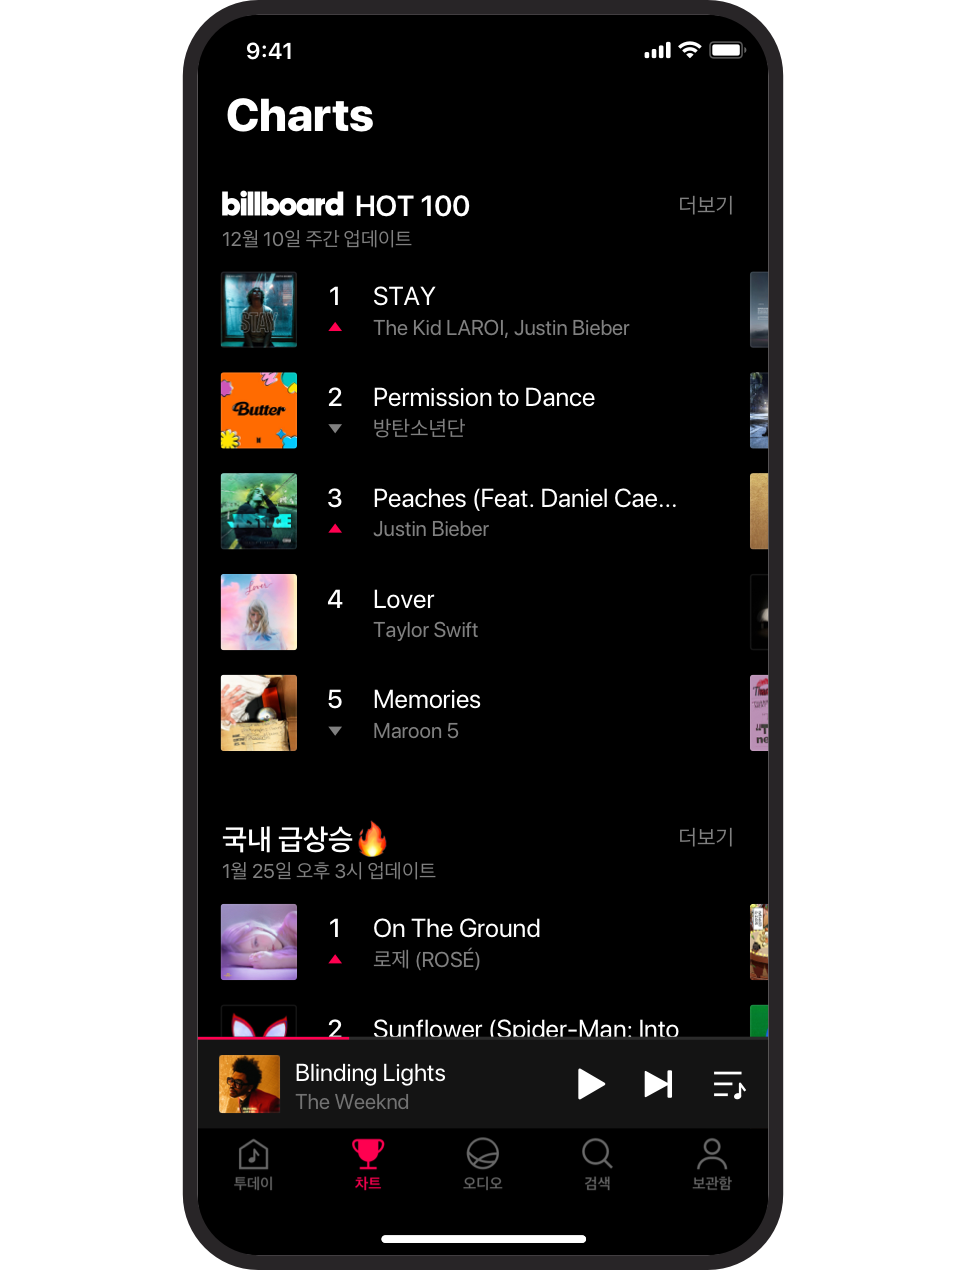 9:41
Charts
billboard HOT 100
더보기
12월 10일 주간 업데이트
STAY
1
STAY
The Kid LAROI, Justin Bieber
Butter
2
Permission to Dance
방탄소년단
JUSTICE
3
Peaches (Feat. Daniel Cae...
Justin Bieber
Lover
4
Lover
Taylor Swift
5
Memories
Maroon 5
국내 급상승🔥
더보기
1월 25일 오후 3시 업데이트
1
On The Ground
로제 (ROSÉ)
2
Sunflower (Spider-Man: Into
Blinding Lights
The Weeknd
투데이
차트
오디오
검색
보관함